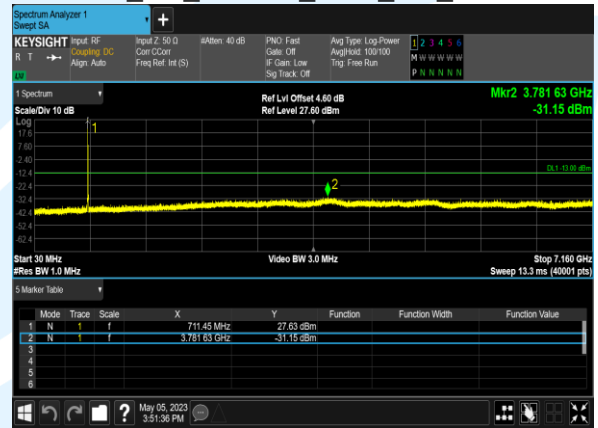 Spectrum Analyzer 1
Swept SA
+
KEYSIGHT Input: RF Input Z: 50 Ω #Atten: 40 dB PNO: Fast Avg Type: Log-Power 1 2 3 4 5 6
R T Coupling: DC Corr CCorr Gate: Off Avg|Hold: 100/100 M W W W W W
Align: Auto Freq Ref: Int (S) IF Gain: Low Trig: Free Run
LVI Sig Track: Off P N N N N N
1 Spectrum Ref Lvl Offset 4.60 dB Mkr2 3.781 63 GHz
Scale/Div 10 dB Ref Level 27.60 dBm -31.15 dBm
Log
1
17.6
7.60
-2.40
DL1 -13.00 dBm
-12.4
-22.4
2
-32.4
-42.4
-52.4
-62.4
Start 30 MHz Video BW 3.0 MHz Stop 7.160 GHz
#Res BW 1.0 MHz Sweep 13.3 ms (40001 pts)
5 Marker Table
Mode Trace Scale X Y Function Function Width Function Value
1 N 1 f 711.45 MHz 27.63 dBm
2 N 1 f 3.781 63 GHz -31.15 dBm
3
4
5
6
? May 05, 2023
3:51:36 PM